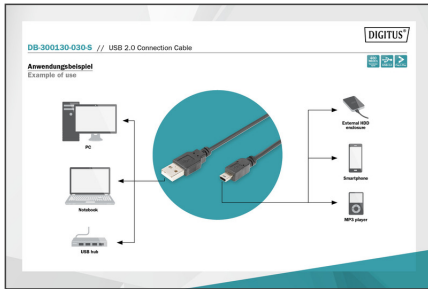 DIGITUS®
DB-300130-030-S // USB 2.0 Connection Cable
Anwendungsbeispiel
Example of use
PC
Notebook
USB hub
External HDD
enclosure
Smartphone
MP3 player